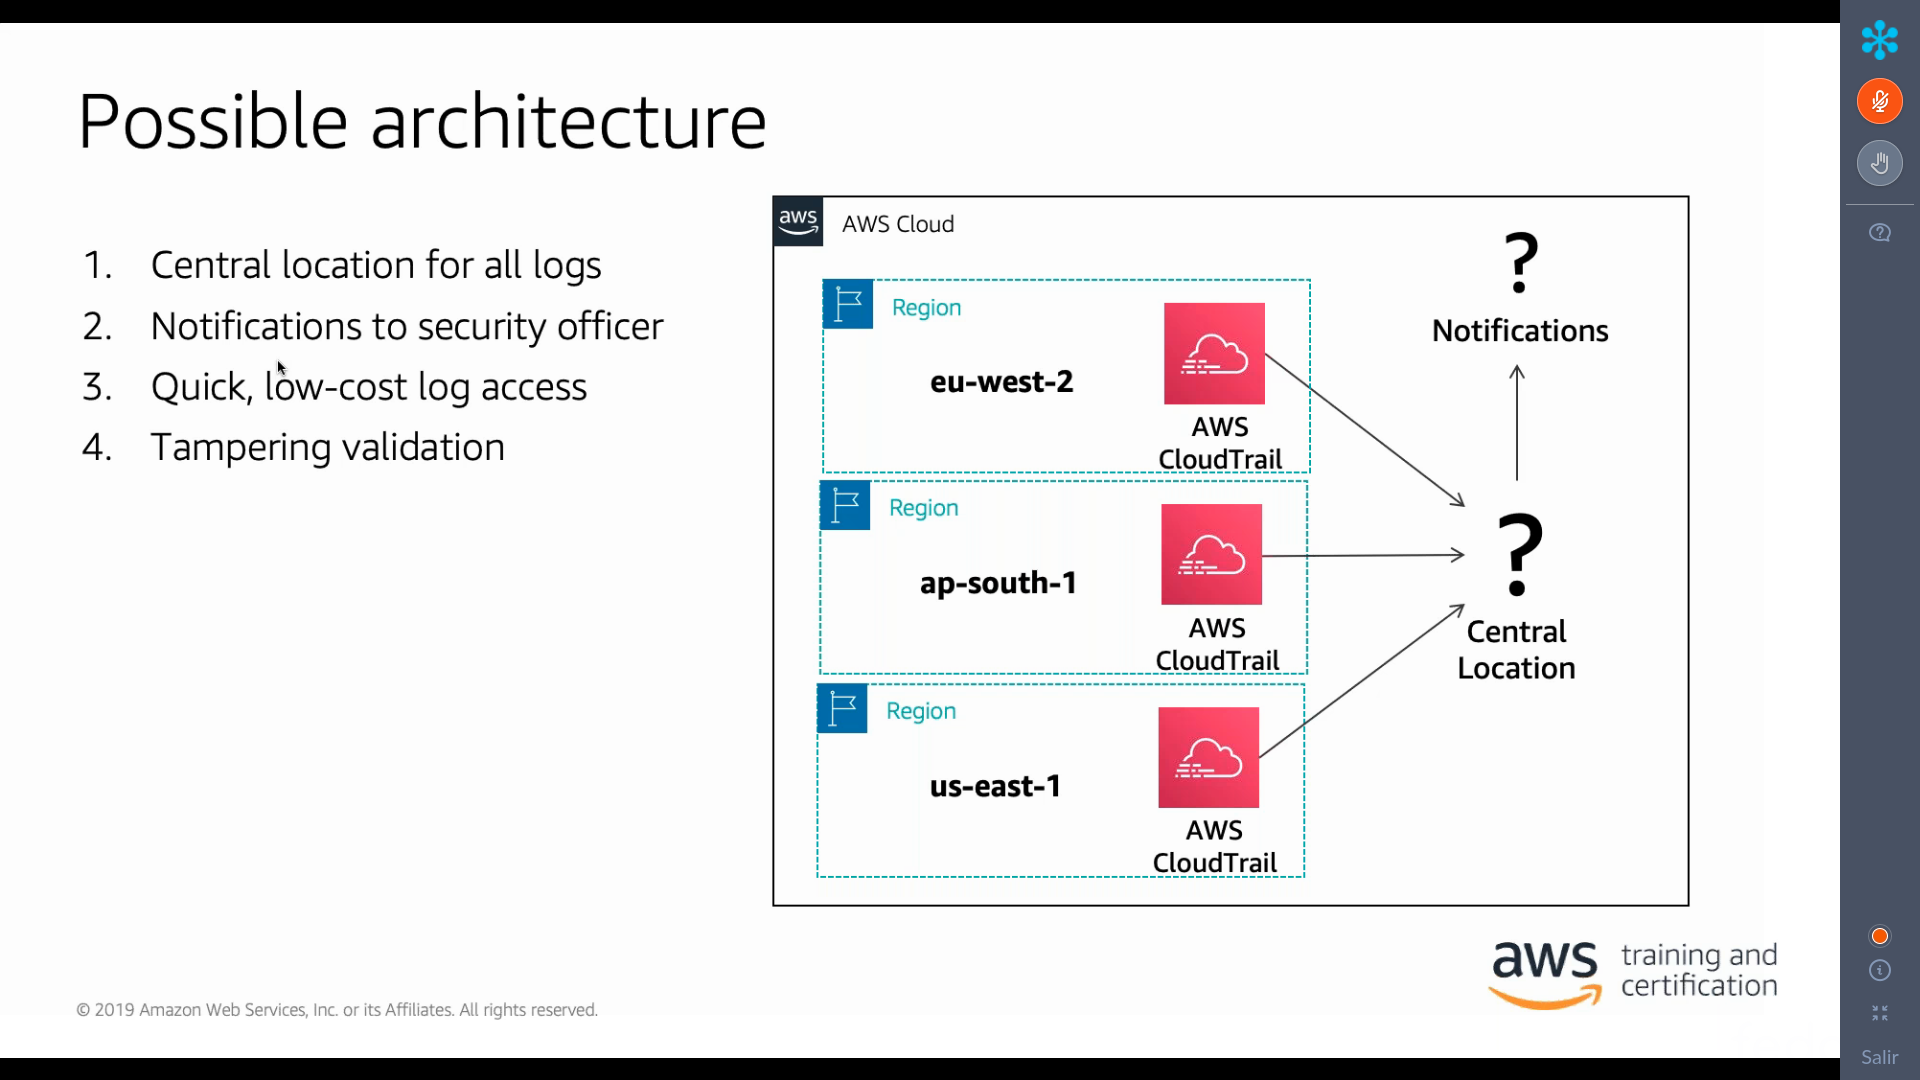 Possible architecture
1. Central location for all logs
2. Notifications to security officer
3. Quick, low-cost log access
4. Tampering validation
aws
AWS Cloud
?
Notifications
Region
eu-west-2
AWS
CloudTrail
Region
ap-south-1
AWS
CloudTrail
?
Central
Location
Region
us-east-1
AWS
CloudTrail
aws
training and
certification
© 2019 Amazon Web Services, Inc. or its Affiliates. All rights reserved.
Salir